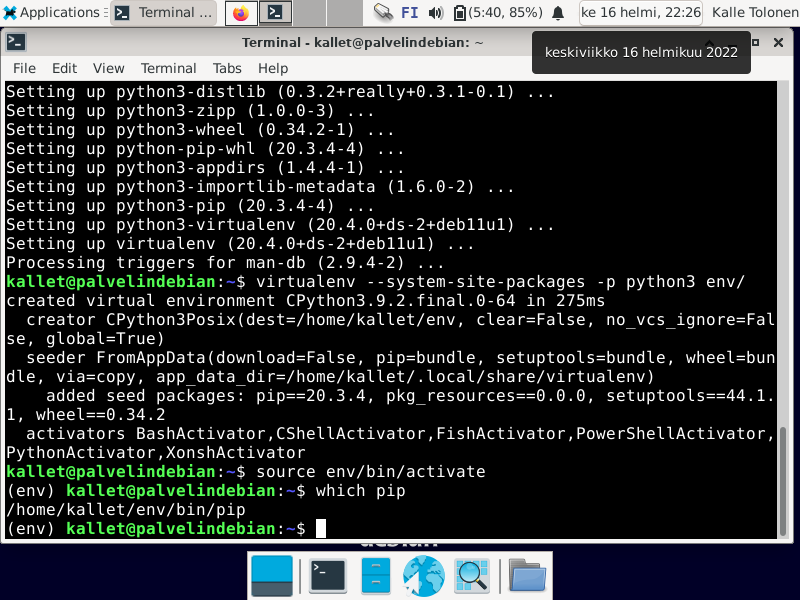 Applications
Terminal ...
FI
(5:40, 85%)
ke 16 helmi, 22:26
Kalle Tolonen
Terminal - kallet@palvelindebian: ~
keskiviikko 16 helmikuu 2022
File Edit View Terminal Tabs Help
Setting up python3-distlib (0.3.2+really+0.3.1-0.1) ...
Setting up python3-zipp (1.0.0-3) ...
Setting up python3-wheel (0.34.2-1) ...
Setting up python-pip-whl (20.3.4-4) ...
Setting up python3-appdirs (1.4.4-1) ...
Setting up python3-importlib-metadata (1.6.0-2) ...
Setting up python3-pip (20.3.4-4) ...
Setting up python3-virtualenv (20.4.0+ds-2+deb11u1) ...
Setting up virtualenv (20.4.0+ds-2+deb11u1) ...
Processing triggers for man-db (2.9.4-2) ...
kallet@palvelindebian:~$ virtualenv --system-site-packages -p python3 env/
created virtual environment CPython3.9.2.final.0-64 in 275ms
  creator CPython3Posix(dest=/home/kallet/env, clear=False, no_vcs_ignore=Fal
se, global=True)
  seeder FromAppData(download=False, pip=bundle, setuptools=bundle, wheel=bun
dle, via=copy, app_data_dir=/home/kallet/.local/share/virtualenv)
    added seed packages: pip==20.3.4, pkg_resources==0.0.0, setuptools==44.1.
1, wheel==0.34.2
  activators BashActivator,CShellActivator,FishActivator,PowerShellActivator,
PythonActivator,XonshActivator
kallet@palvelindebian:~$ source env/bin/activate
(env) kallet@palvelindebian:~$ which pip
/home/kallet/env/bin/pip
(env) kallet@palvelindebian:~$